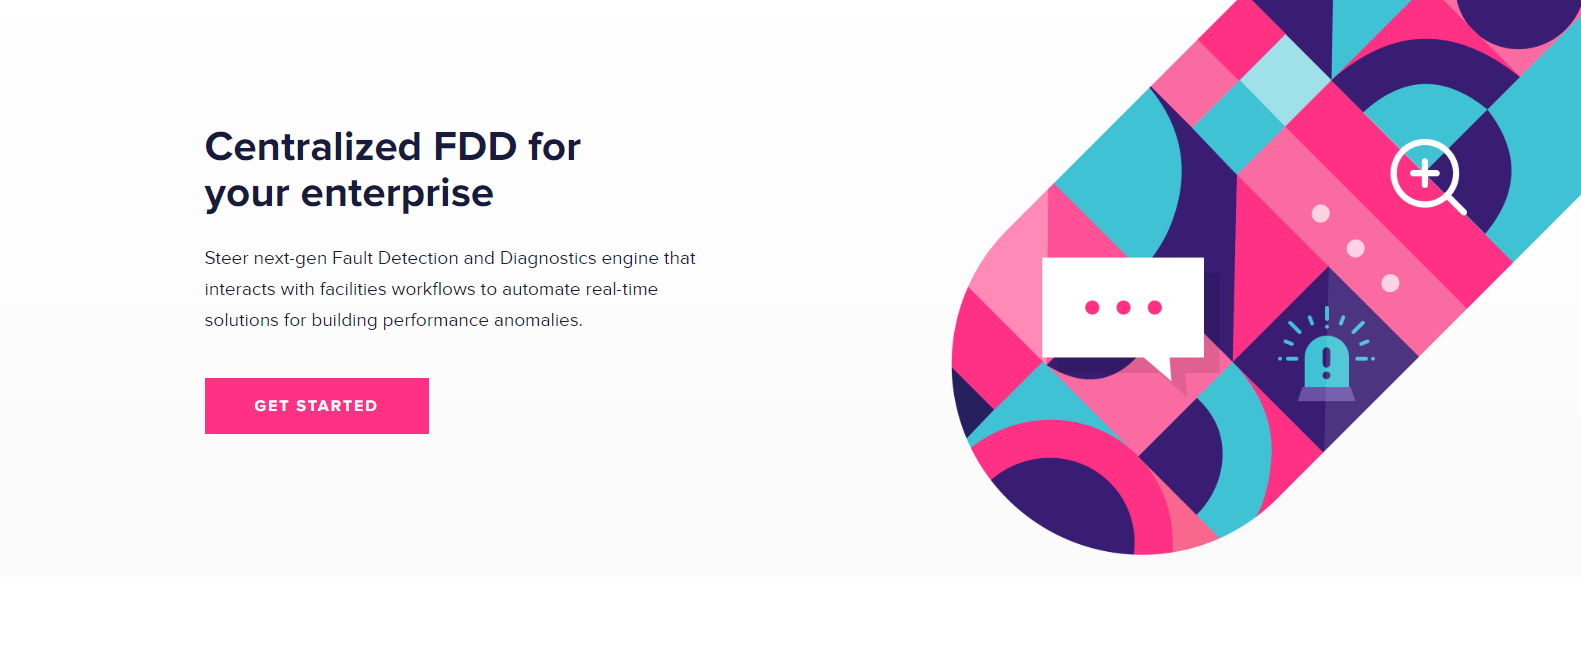 Centralized FDD for
your enterprise
Steer next-gen Fault Detection and Diagnostics engine that
interacts with facilities workflows to automate real-time
solutions for building performance anomalies.
GET STARTED